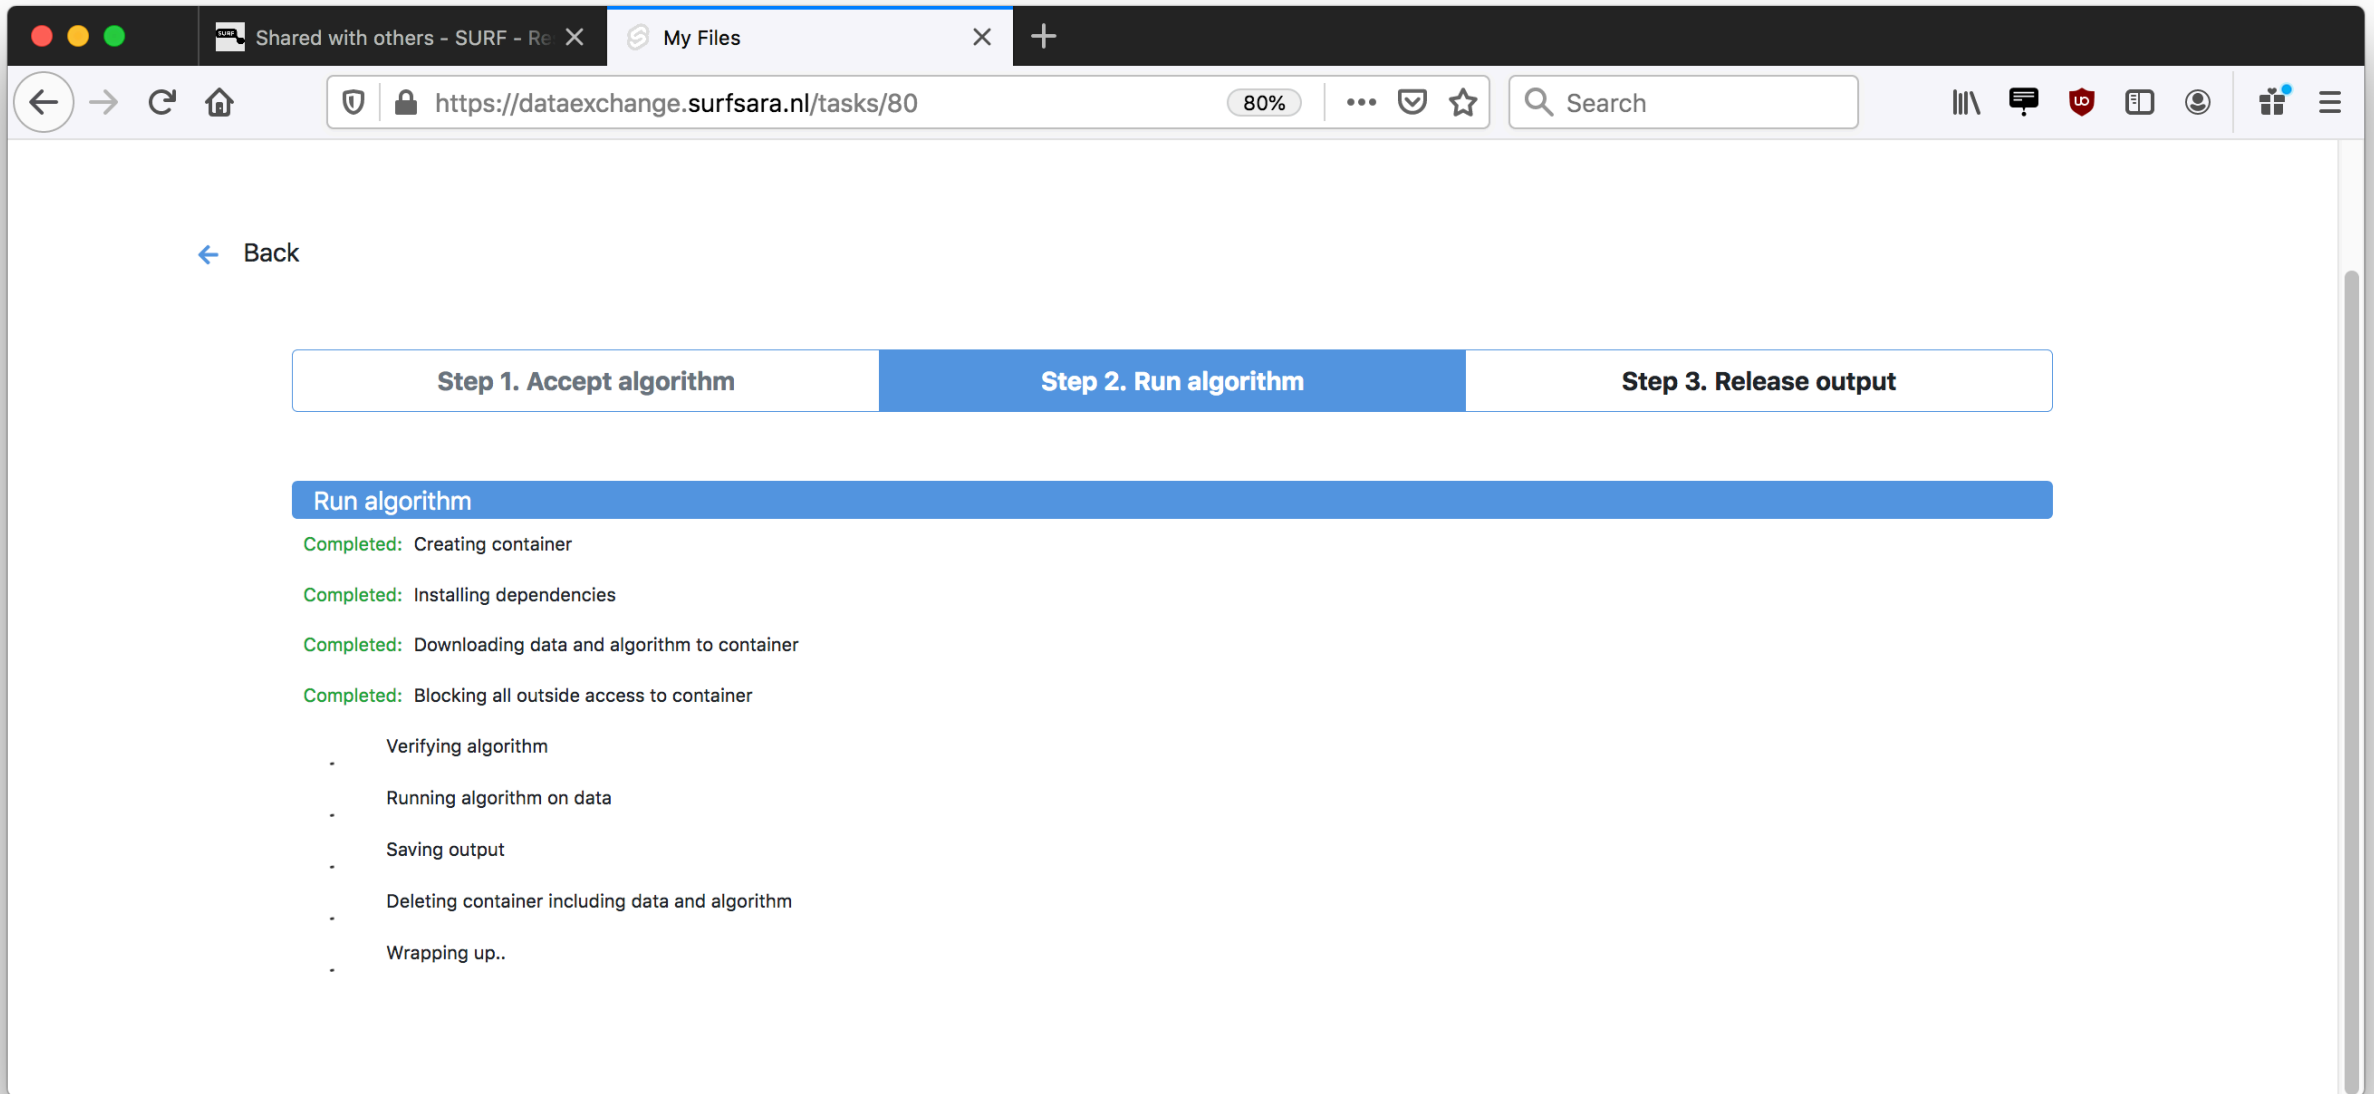 SURF
Shared with others - SURF - Re
My Files
https://dataexchange.surfsara.nl/tasks/80
80%
Search
Back
Step 1. Accept algorithm
Step 2. Run algorithm
Step 3. Release output
Run algorithm
Completed: Creating container
Completed: Installing dependencies
Completed: Downloading data and algorithm to container
Completed: Blocking all outside access to container
Verifying algorithm
Running algorithm on data
Saving output
Deleting container including data and algorithm
Wrapping up..